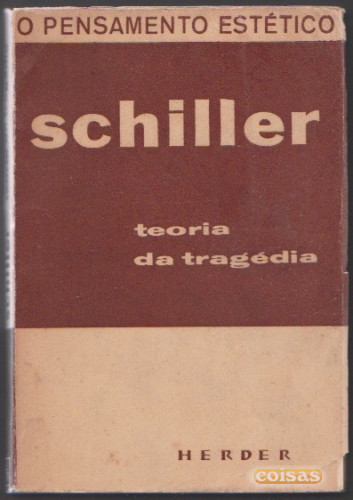 O PENSAMENTO ESTÉTICO
schiller
teoria
da tragédia
HERDER
coisas